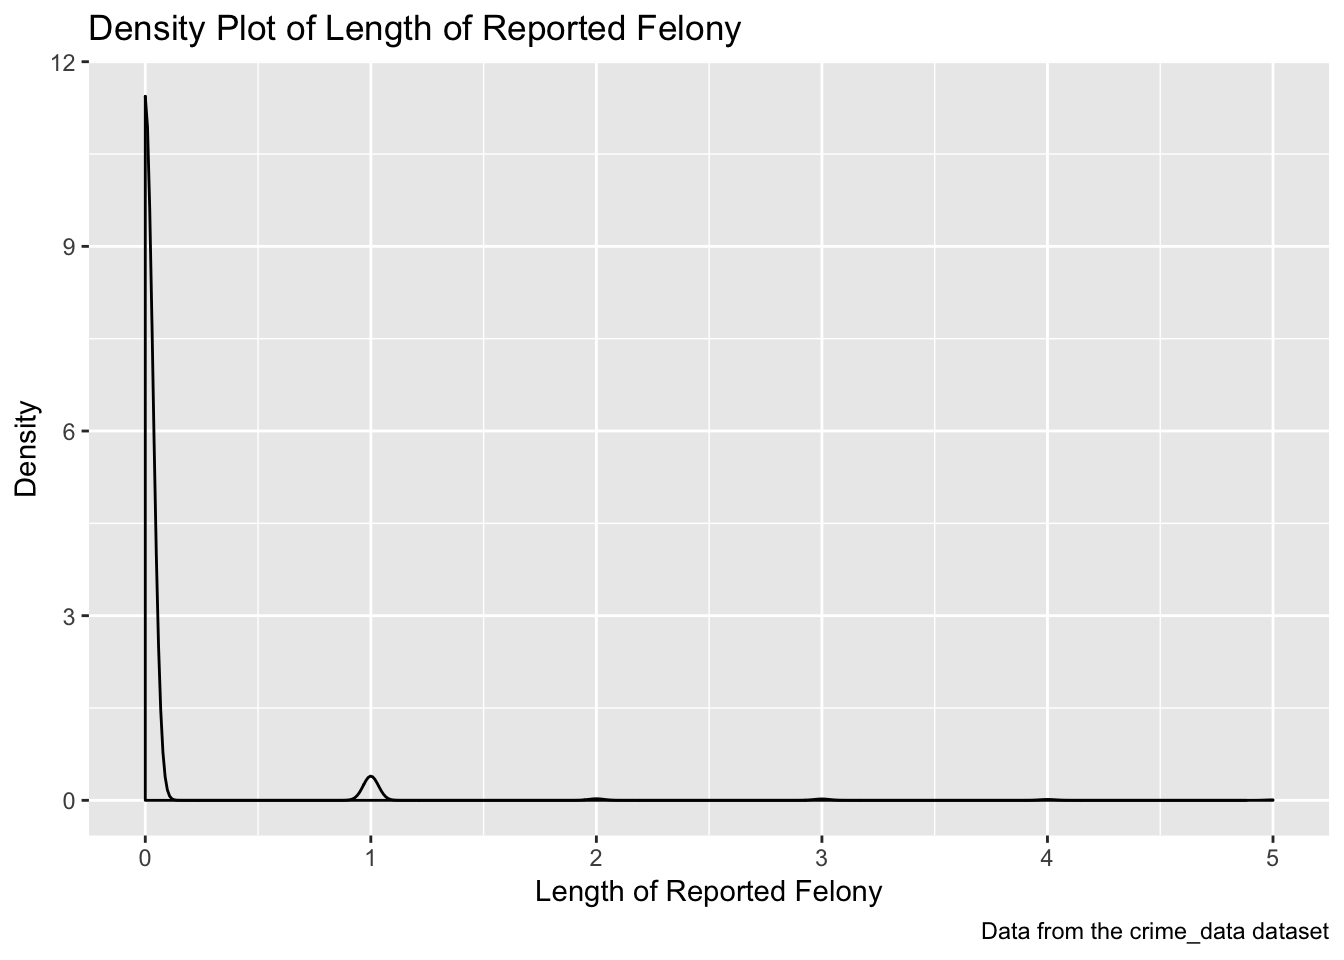 Density Plot of Length of Reported Felony
12
9
6
3
0
Density
0 1 2 3 4 5
Length of Reported Felony
Data from the crime_data dataset